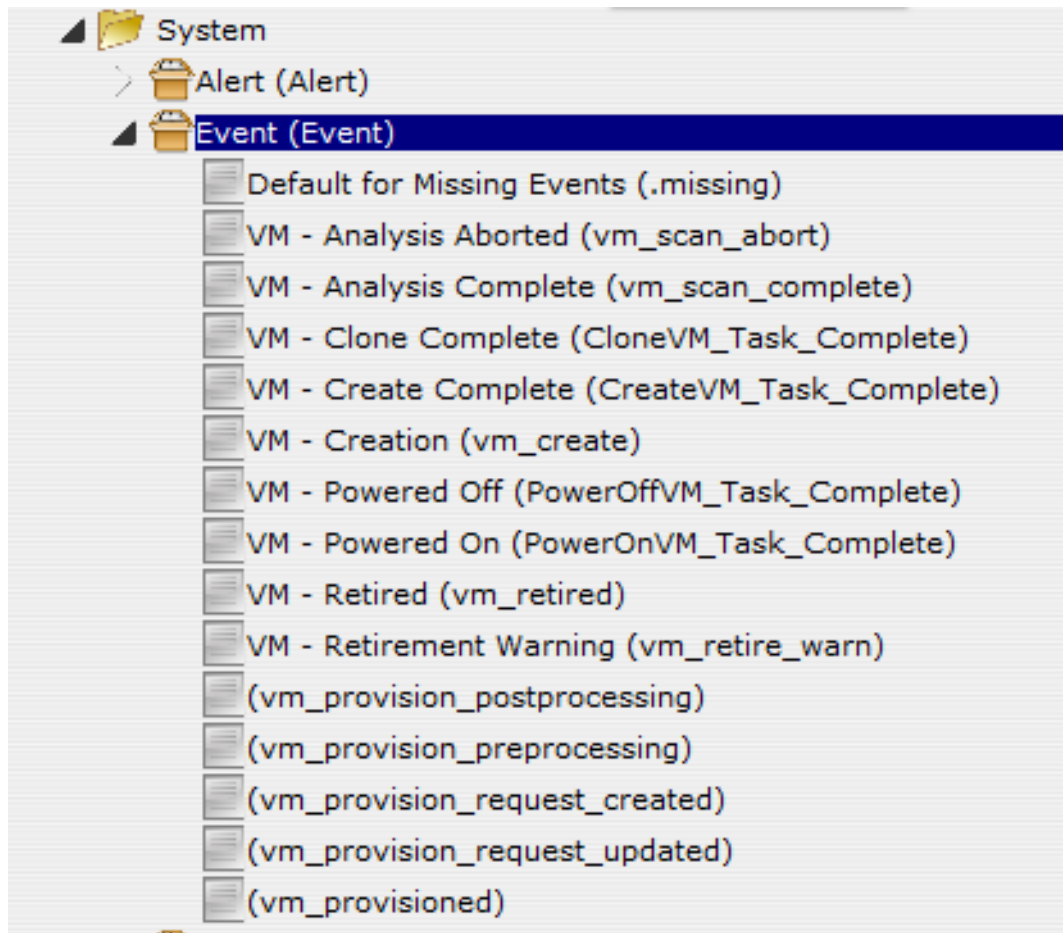 System
Alert (Alert)
Event (Event)
Default for Missing Events (.missing)
VM - Analysis Aborted (vm_scan_abort)
VM - Analysis Complete (vm_scan_complete)
VM - Clone Complete (CloneVM_Task_Complete)
VM - Create Complete (CreateVM_Task_Complete)
VM - Creation (vm_create)
VM - Powered Off (PowerOffVM_Task_Complete)
VM - Powered On (PowerOnVM_Task_Complete)
VM - Retired (vm_retired)
VM - Retirement Warning (vm_retire_warn)
(vm_provision_postprocessing)
(vm_provision_preprocessing)
(vm_provision_request_created)
(vm_provision_request_updated)
(vm_provisioned)